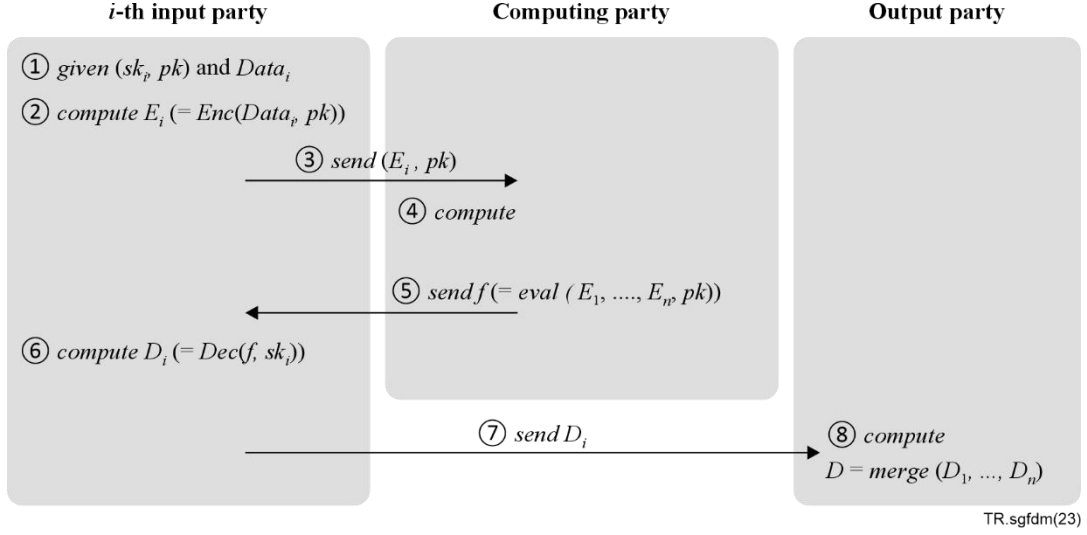 i-th input party
Computing party
Output party
① given (skᵢ, pk) and Dataᵢ
② compute Eᵢ (= Enc(Dataᵢ, pk))
③ send (Eᵢ, pk)
④ compute
⑤ send f (= eval (E₁, ...., Eₙ, pk))
⑥ compute Dᵢ (= Dec(f, skᵢ))
⑦ send Dᵢ
⑧ compute
D = merge (D₁, ..., Dₙ)
TR.sgfdm(23)